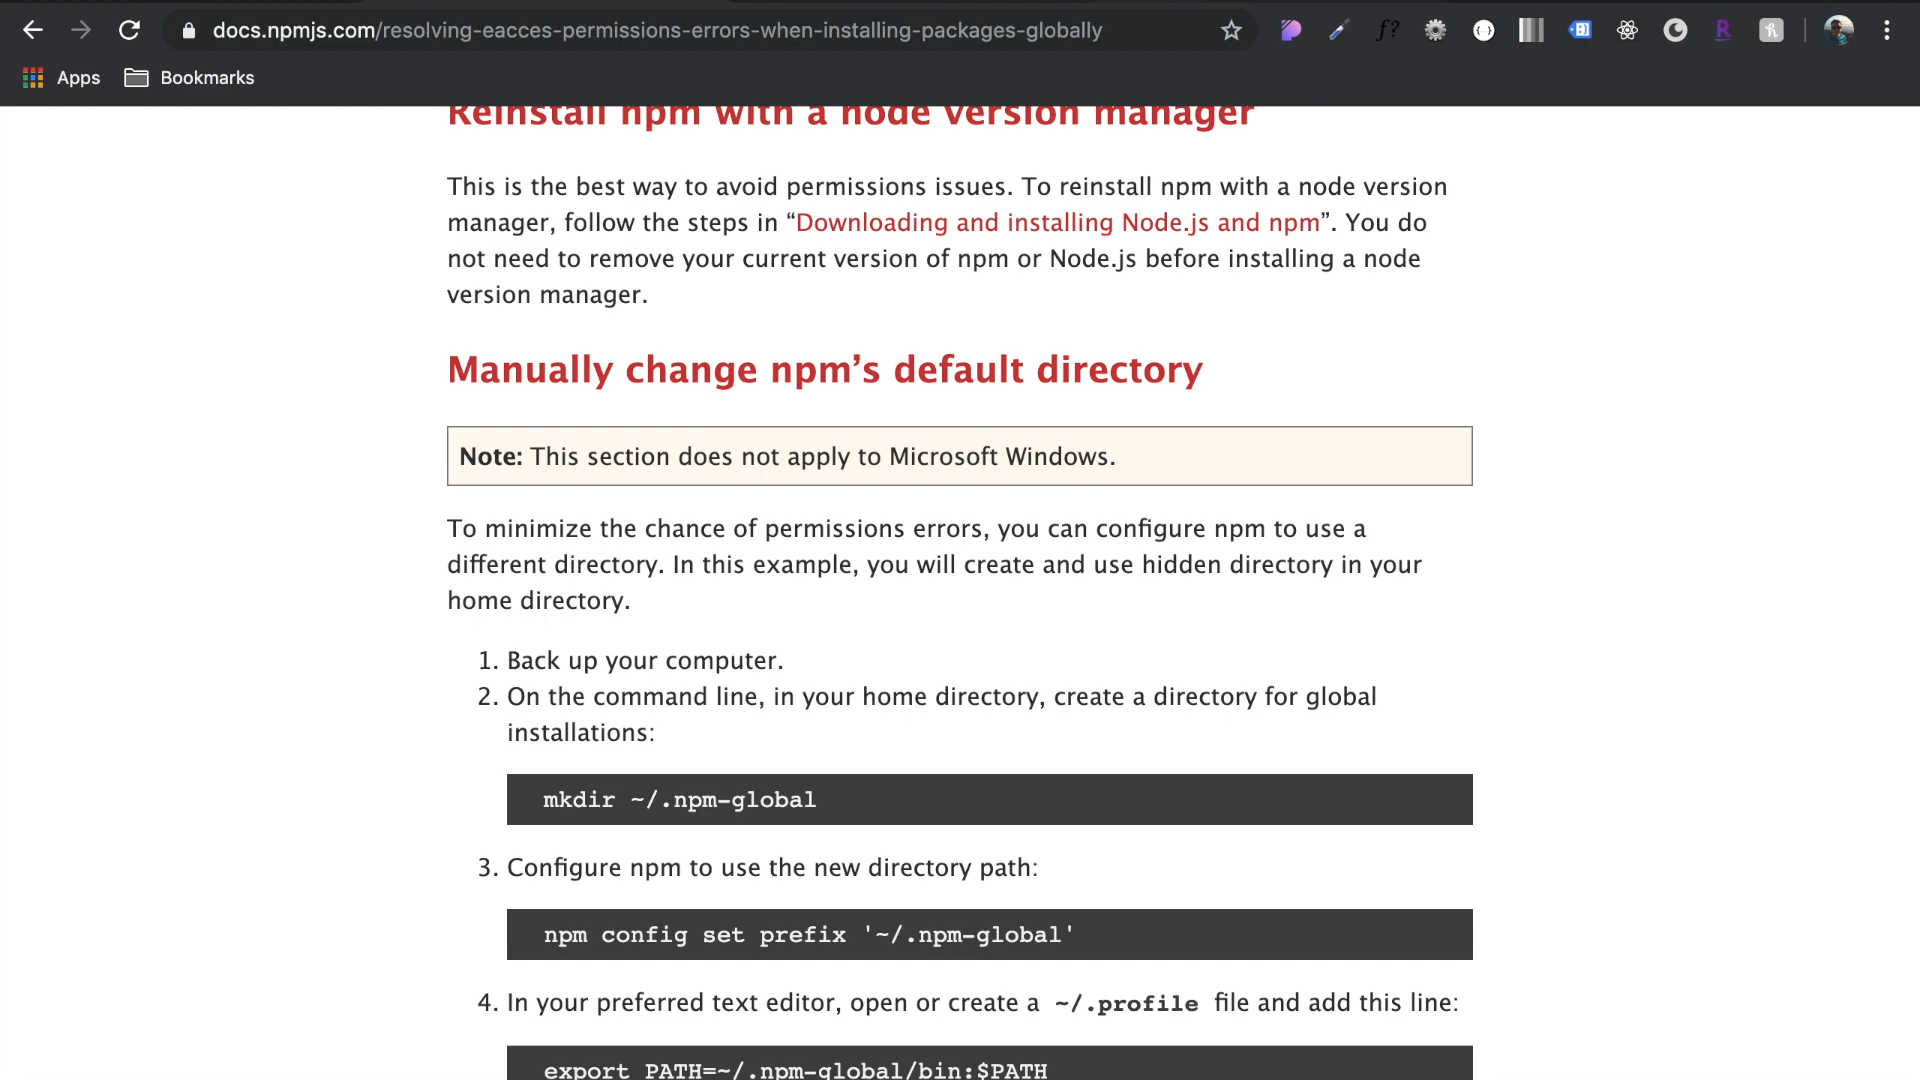 docs.npmjs.com/resolving-eacces-permissions-errors-when-installing-packages-globally
Apps
Bookmarks
Reinstall npm with a node version manager
This is the best way to avoid permissions issues. To reinstall npm with a node version
manager, follow the steps in “Downloading and installing Node.js and npm”. You do
not need to remove your current version of npm or Node.js before installing a node
version manager.
Manually change npm’s default directory
Note: This section does not apply to Microsoft Windows.
To minimize the chance of permissions errors, you can configure npm to use a
different directory. In this example, you will create and use hidden directory in your
home directory.
1. Back up your computer.
2. On the command line, in your home directory, create a directory for global
installations:
mkdir ~/.npm-global
3. Configure npm to use the new directory path:
npm config set prefix '~/.npm-global'
4. In your preferred text editor, open or create a ~/.profile file and add this line:
export PATH=~/.npm-global/bin:$PATH